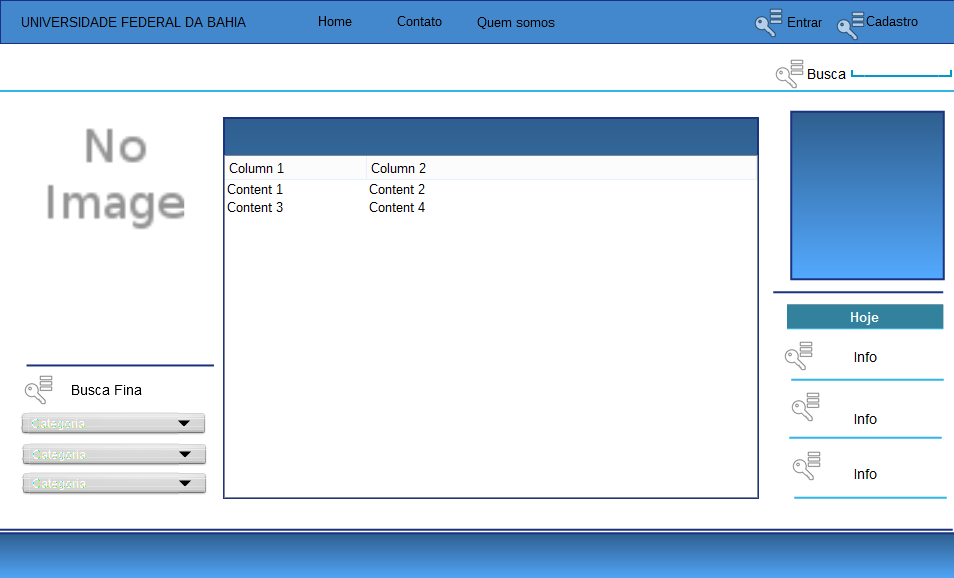 UNIVERSIDADE FEDERAL DA BAHIA
Home
Contato
Quem somos
Entrar
Cadastro
Busca
No
Image
Column 1
Column 2
Content 1
Content 2
Content 3
Content 4
Hoje
Info
Info
Info
Busca Fina
Categoria
Categoria
Categoria